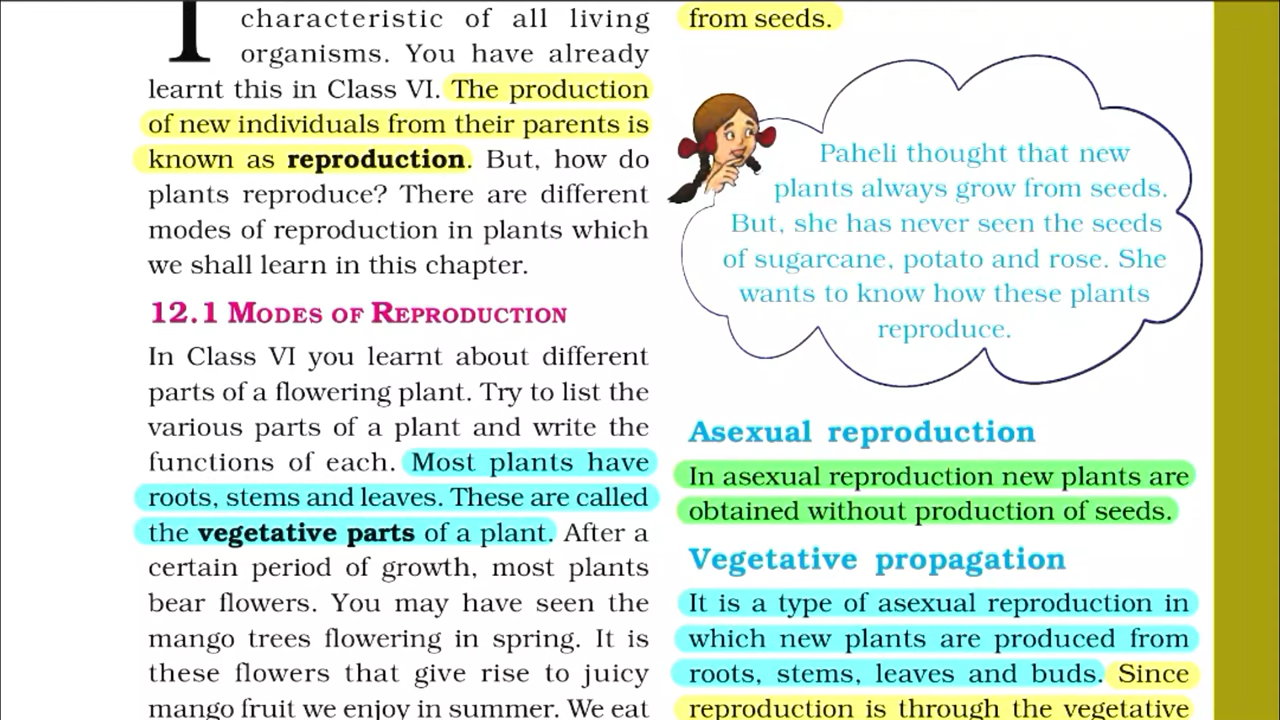 I characteristic of all living
organisms. You have already
learnt this in Class VI. The production
of new individuals from their parents is
known as reproduction. But, how do
plants reproduce? There are different
modes of reproduction in plants which
we shall learn in this chapter.
12.1 MODES OF REPRODUCTION
In Class VI you learnt about different
parts of a flowering plant. Try to list the
various parts of a plant and write the
functions of each. Most plants have
roots, stems and leaves. These are called
the vegetative parts of a plant. After a
certain period of growth, most plants
bear flowers. You may have seen the
mango trees flowering in spring. It is
these flowers that give rise to juicy
mango fruit we enjoy in summer. We eat
from seeds.
Paheli thought that new
plants always grow from seeds.
But, she has never seen the seeds
of sugarcane, potato and rose. She
wants to know how these plants
reproduce.
Asexual reproduction
In asexual reproduction new plants are
obtained without production of seeds.
Vegetative propagation
It is a type of asexual reproduction in
which new plants are produced from
roots, stems, leaves and buds. Since
reproduction is through the vegetative